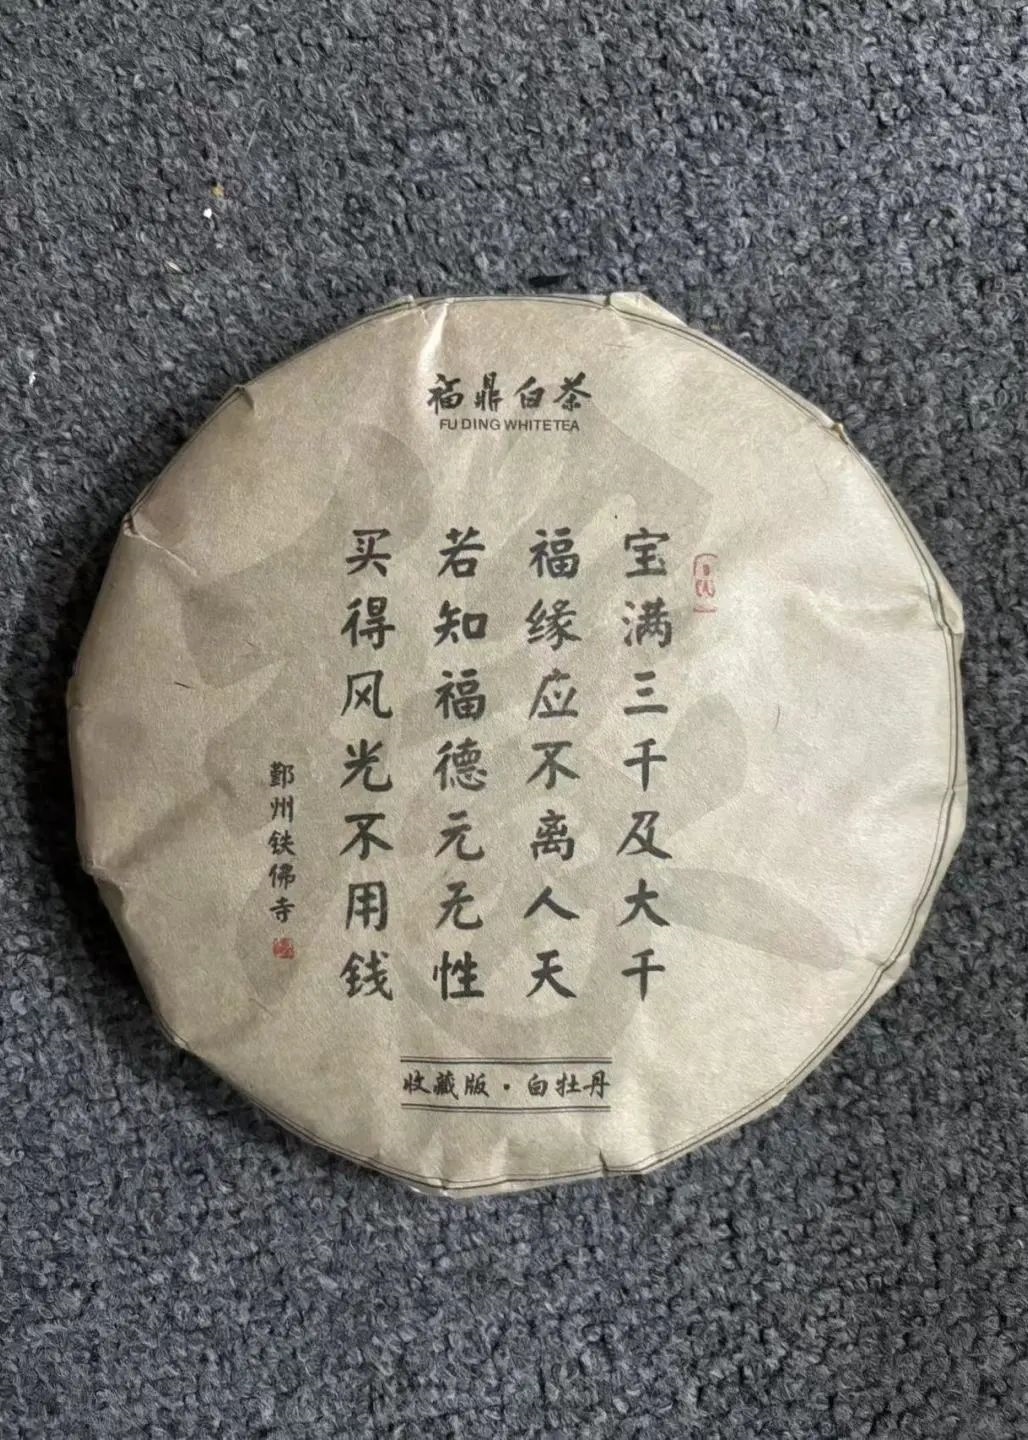 福鼎白茶
FU DING WHITE TEA
宝满三千及大千
福缘应不离人天
若知福德元无性
买得风光不用钱
鄞州铁佛寺
收藏版·白牡丹